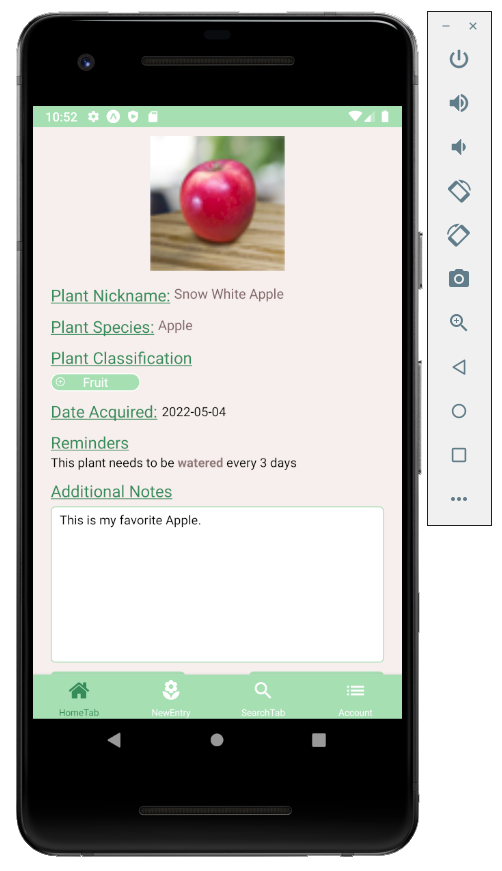 10:52
Plant Nickname: Snow White Apple
Plant Species: Apple
Plant Classification
Fruit
Date Acquired: 2022-05-04
Reminders
This plant needs to be watered every 3 days
Additional Notes
This is my favorite Apple.
HomeTab NewEntry SearchTab Account